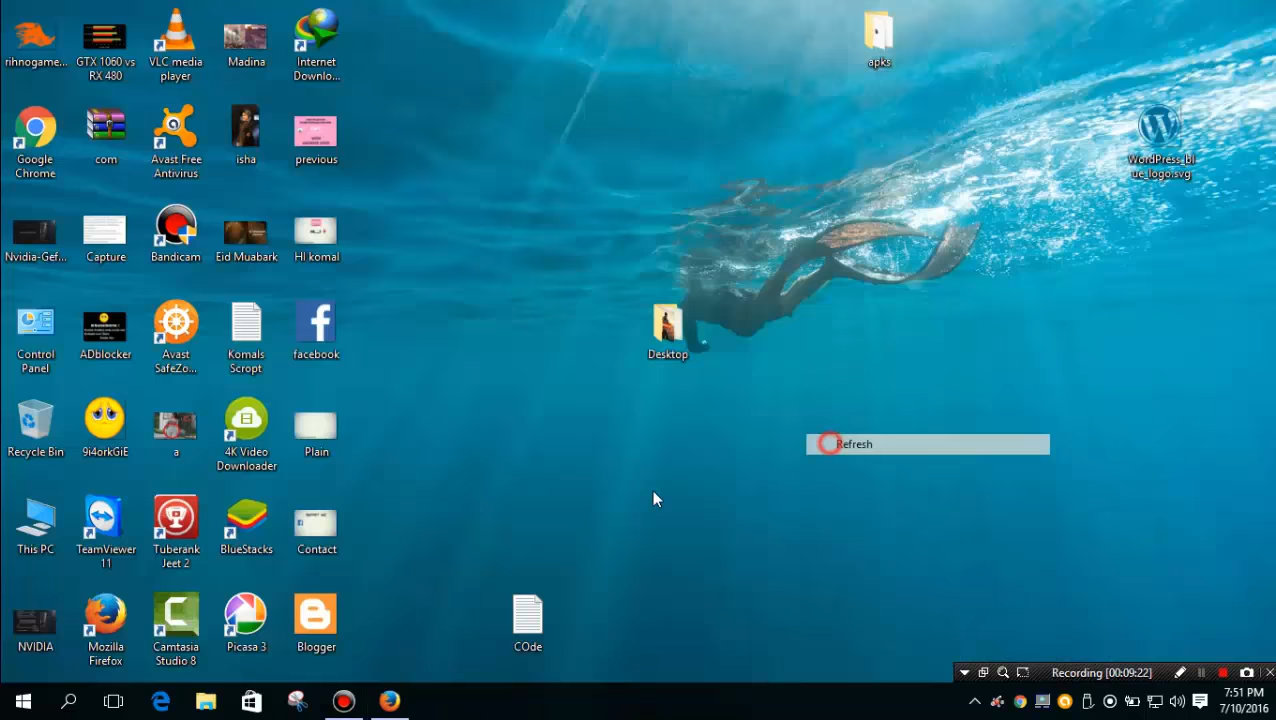 rihnogame...
GTX 1060 vs
RX 480
VLC media
player
Madina
Internet
Downlo...
apks
Google
Chrome
com
Avast Free
Antivirus
isha
previous
WordPress_bl
ue_logo.svg
Nvidia-Gef...
Capture
Bandicam
Eid Muabark
HI komal
Control
Panel
ADblocker
Avast
SafeZo...
Komals
Scropt
facebook
Desktop
Recycle Bin
9i4orkGiE
a
4K Video
Downloader
Plain
Refresh
This PC
TeamViewer
11
Tuberank
Jeet 2
BlueStacks
Contact
NVIDIA
Mozilla
Firefox
Camtasia
Studio 8
Picasa 3
Blogger
COde
Recording [00:09:22]
7:51 PM
7/10/2016